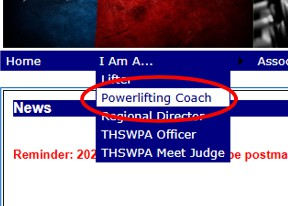 Home I Am A... Assoc
Lifter
Powerlifting Coach
News
Regional Director
THSWPA Officer
Reminder: 202 THSWPA Meet Judge be postma